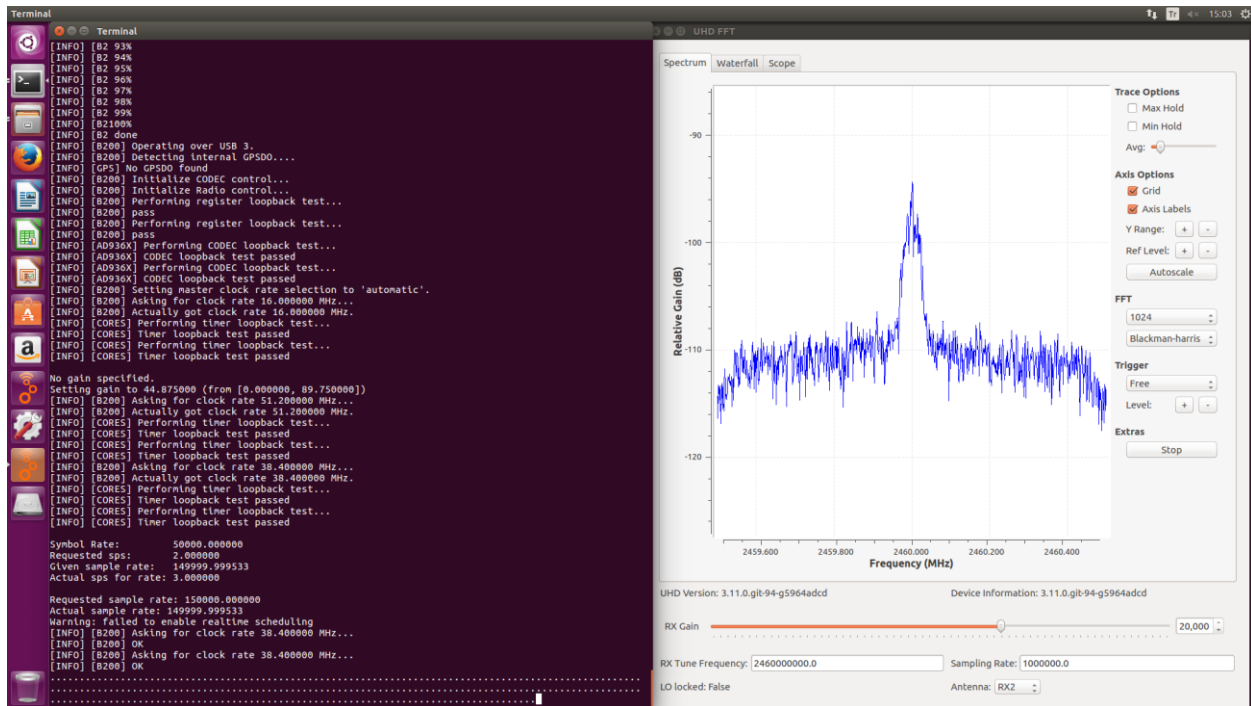 Terminal
Tr
15:03
Terminal
[INFO] [B2 93%
[INFO] [B2 94%
[INFO] [B2 95%
[INFO] [B2 96%
[INFO] [B2 97%
[INFO] [B2 98%
[INFO] [B2 99%
[INFO] [B2100%
[INFO] [B2 done
[INFO] [B200] Operating over USB 3.
[INFO] [B200] Detecting internal GPSDO....
[INFO] [GPS] No GPSDO found
[INFO] [B200] Initialize CODEC control...
[INFO] [B200] Initialize Radio control...
[INFO] [B200] Performing register loopback test...
[INFO] [B200] pass
[INFO] [B200] Performing register loopback test...
[INFO] [B200] pass
[INFO] [AD936X] Performing CODEC loopback test...
[INFO] [AD936X] CODEC loopback test passed
[INFO] [AD936X] Performing CODEC loopback test...
[INFO] [AD936X] CODEC loopback test passed
[INFO] [B200] Setting master clock rate selection to 'automatic'.
[INFO] [B200] Asking for clock rate 16.000000 MHz...
[INFO] [B200] Actually got clock rate 16.000000 MHz.
[INFO] [CORES] Performing timer loopback test...
[INFO] [CORES] Timer loopback test passed
[INFO] [CORES] Performing timer loopback test...
[INFO] [CORES] Timer loopback test passed
No gain specified.
Setting gain to 44.875000 (from [0.000000, 89.750000])
[INFO] [B200] Asking for clock rate 51.200000 MHz...
[INFO] [B200] Actually got clock rate 51.200000 MHz.
[INFO] [CORES] Performing timer loopback test...
[INFO] [CORES] Timer loopback test passed
[INFO] [CORES] Performing timer loopback test...
[INFO] [CORES] Timer loopback test passed
[INFO] [B200] Asking for clock rate 38.400000 MHz...
[INFO] [B200] Actually got clock rate 38.400000 MHz.
[INFO] [CORES] Performing timer loopback test...
[INFO] [CORES] Timer loopback test passed
[INFO] [CORES] Performing timer loopback test...
[INFO] [CORES] Timer loopback test passed
Symbol Rate: 50000.000000
Requested sps: 2.000000
Given sample rate: 149999.999533
Actual sps for rate: 3.000000
Requested sample rate: 150000.000000
Actual sample rate: 149999.999533
Warning: failed to enable realtime scheduling
[INFO] [B200] Asking for clock rate 38.400000 MHz...
[INFO] [B200] OK
[INFO] [B200] Asking for clock rate 38.400000 MHz...
[INFO] [B200] OK
UHD FFT
Spectrum Waterfall Scope
-90
-100
-110
-120
Relative Gain (dB)
2459.600 2459.800 2460.000 2460.200 2460.400
Frequency (MHz)
Trace Options
Max Hold
Min Hold
Avg:
Axis Options
Grid
Axis Labels
Y Range: + -
Ref Level: + -
Autoscale
FFT
1024
Blackman-harris
Trigger
Free
Level: + -
Extras
Stop
UHD Version: 3.11.0.git-94-g5964adcd Device Information: 3.11.0.git-94-g5964adcd
RX Gain 20,000
RX Tune Frequency: 2460000000.0 Sampling Rate: 1000000.0
LO locked: False Antenna: RX2